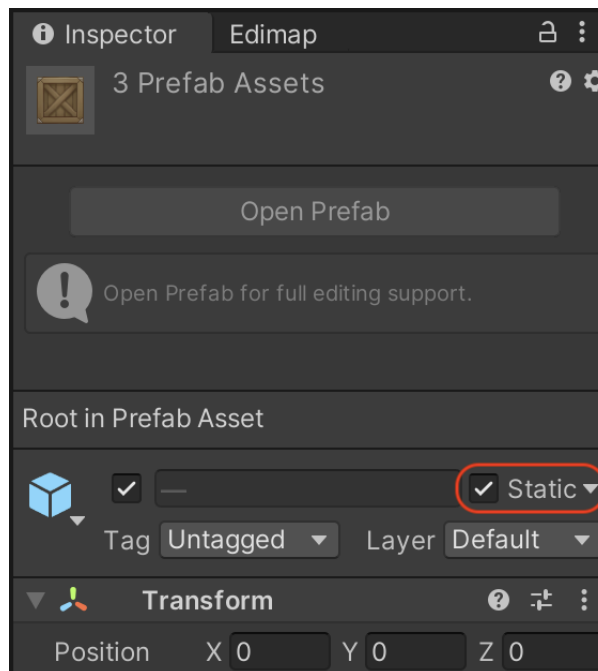 Inspector Edimap
3 Prefab Assets
Open Prefab
Open Prefab for full editing support.
Root in Prefab Asset
— Static
Tag Untagged Layer Default
Transform
Position X 0 Y 0 Z 0